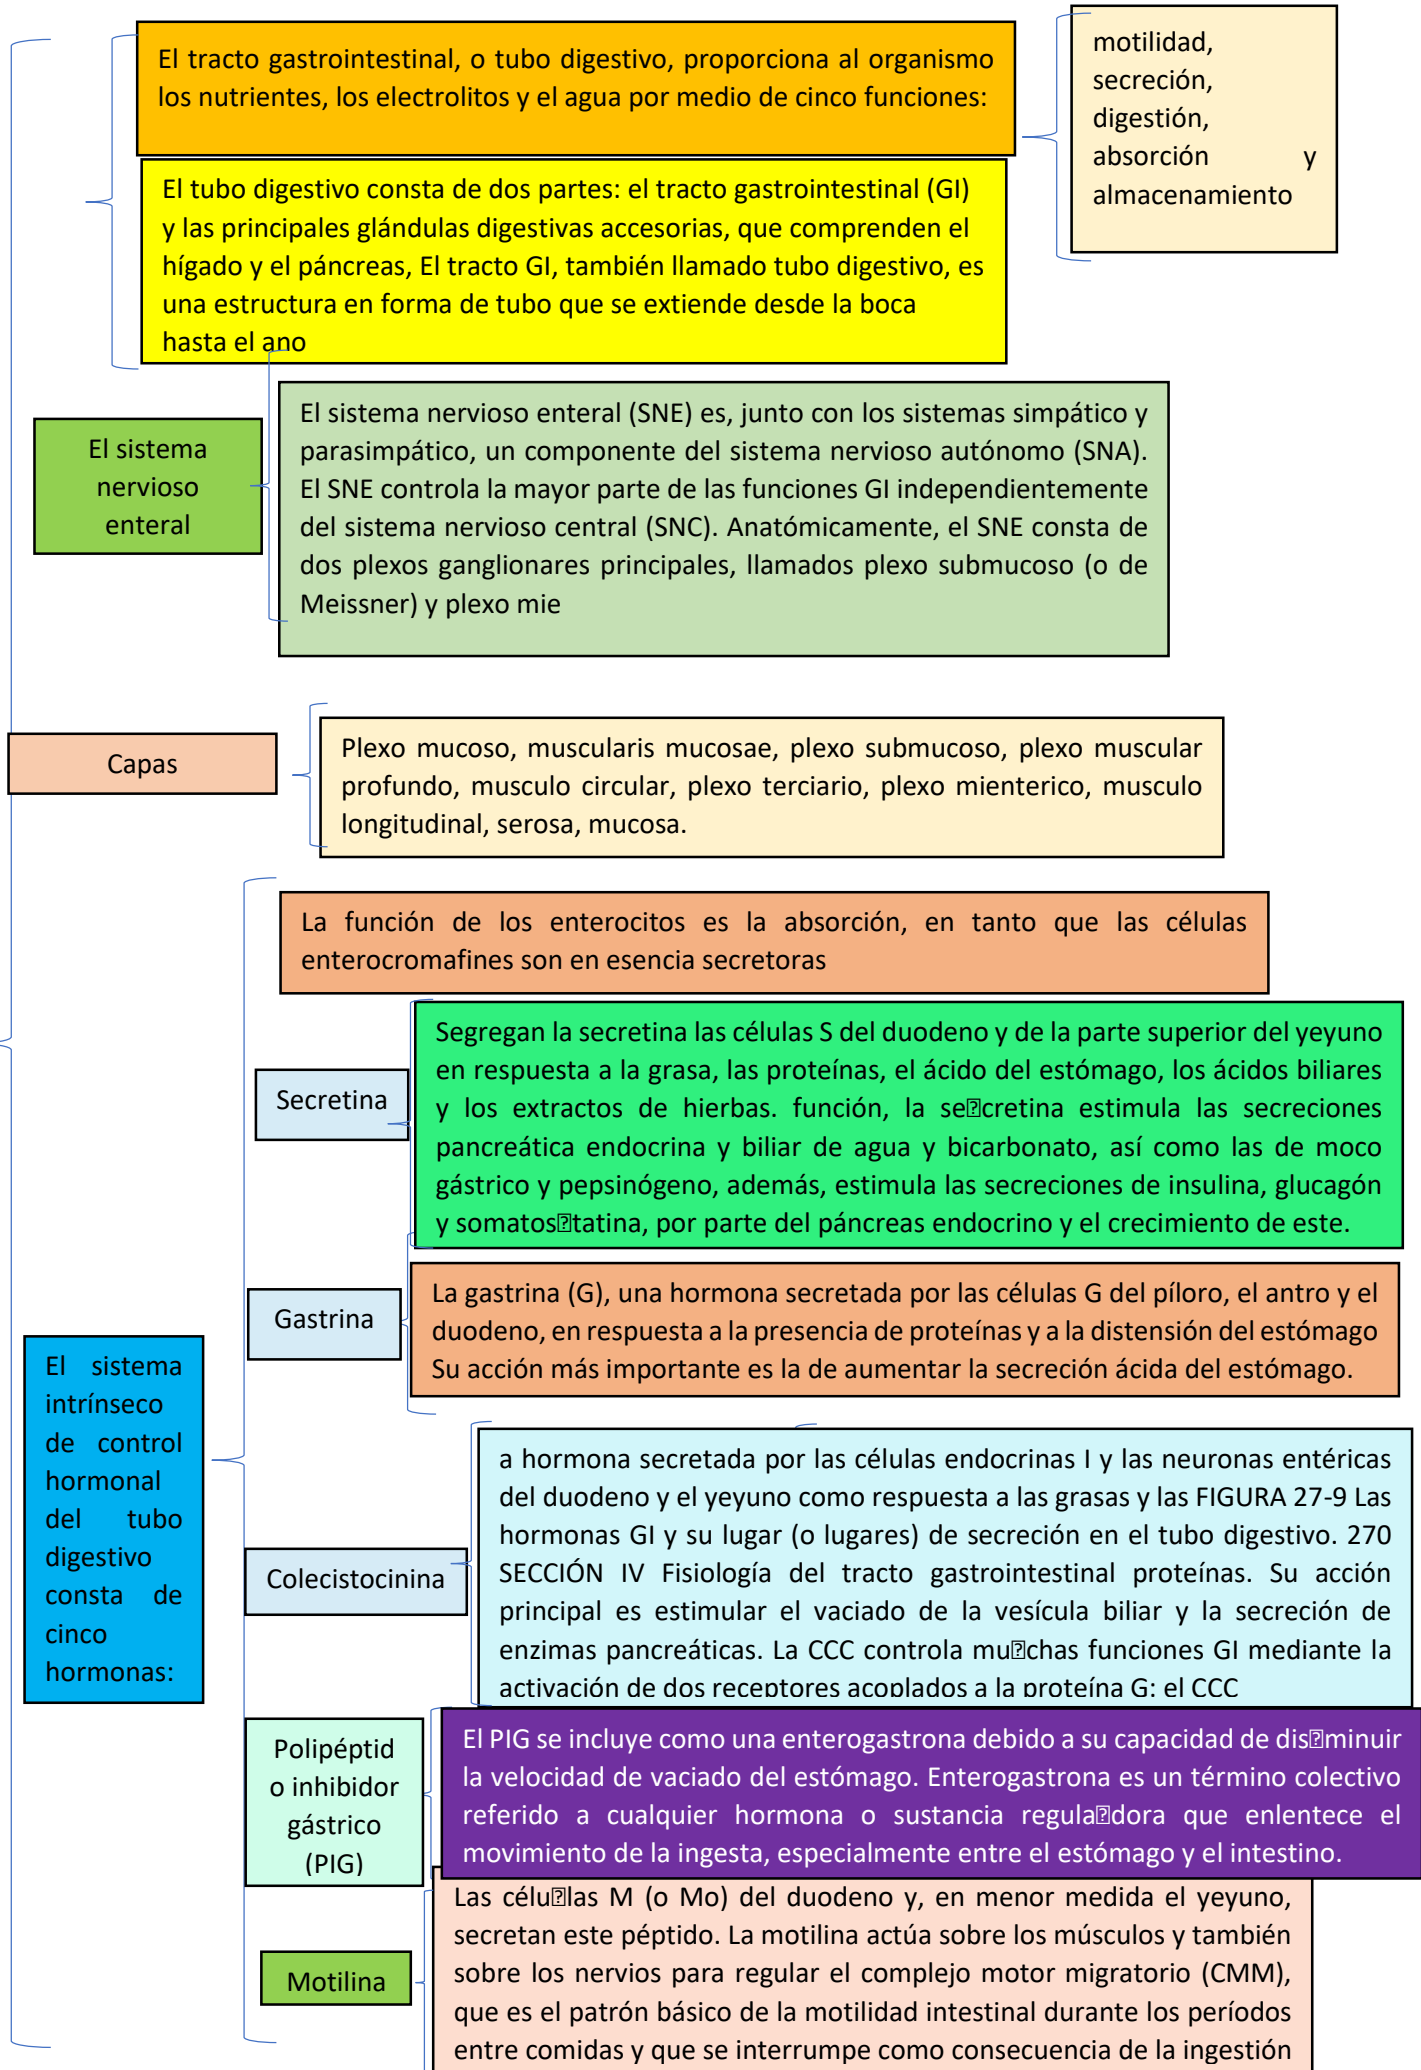 El tracto gastrointestinal, o tubo digestivo, proporciona al organismo
los nutrientes, los electrolitos y el agua por medio de cinco funciones:
motilidad,
secreción,
digestión,
absorción y
almacenamiento
El tubo digestivo consta de dos partes: el tracto gastrointestinal (GI)
y las principales glándulas digestivas accesorias, que comprenden el
hígado y el páncreas, El tracto GI, también llamado tubo digestivo, es
una estructura en forma de tubo que se extiende desde la boca
hasta el ano
El sistema
nervioso
enteral
El sistema nervioso enteral (SNE) es, junto con los sistemas simpático y
parasimpático, un componente del sistema nervioso autónomo (SNA).
El SNE controla la mayor parte de las funciones GI independientemente
del sistema nervioso central (SNC). Anatómicamente, el SNE consta de
dos plexos ganglionares principales, llamados plexo submucoso (o de
Meissner) y plexo mie
Capas
Plexo mucoso, muscularis mucosae, plexo submucoso, plexo muscular
profundo, musculo circular, plexo terciario, plexo mienterico, musculo
longitudinal, serosa, mucosa.
El sistema
intrínseco
de control
hormonal
del tubo
digestivo
consta de
cinco
hormonas:
La función de los enterocitos es la absorción, en tanto que las células
enterocromafines son en esencia secretoras
Secretina
Segregan la secretina las células S del duodeno y de la parte superior del yeyuno
en respuesta a la grasa, las proteínas, el ácido del estómago, los ácidos biliares
y los extractos de hierbas. función, la se�cretina estimula las secreciones
pancreática endocrina y biliar de agua y bicarbonato, así como las de moco
gástrico y pepsinógeno, además, estimula las secreciones de insulina, glucagón
y somatos�tatina, por parte del páncreas endocrino y el crecimiento de este.
Gastrina
La gastrina (G), una hormona secretada por las células G del píloro, el antro y el
duodeno, en respuesta a la presencia de proteínas y a la distensión del estómago
Su acción más importante es la de aumentar la secreción ácida del estómago.
Colecistocinina
a hormona secretada por las células endocrinas I y las neuronas entéricas
del duodeno y el yeyuno como respuesta a las grasas y las FIGURA 27-9 Las
hormonas GI y su lugar (o lugares) de secreción en el tubo digestivo. 270
SECCIÓN IV Fisiología del tracto gastrointestinal proteínas. Su acción
principal es estimular el vaciado de la vesícula biliar y la secreción de
enzimas pancreáticas. La CCC controla mu�chas funciones GI mediante la
activación de dos receptores acoplados a la proteína G: el CCC
Polipéptid
o inhibidor
gástrico
(PIG)
El PIG se incluye como una enterogastrona debido a su capacidad de dis�minuir
la velocidad de vaciado del estómago. Enterogastrona es un término colectivo
referido a cualquier hormona o sustancia regula�dora que enlentece el
movimiento de la ingesta, especialmente entre el estómago y el intestino.
Motilina
Las célu�las M (o Mo) del duodeno y, en menor medida el yeyuno,
secretan este péptido. La motilina actúa sobre los músculos y también
sobre los nervios para regular el complejo motor migratorio (CMM),
que es el patrón básico de la motilidad intestinal durante los períodos
entre comidas y que se interrumpe como consecuencia de la ingestión